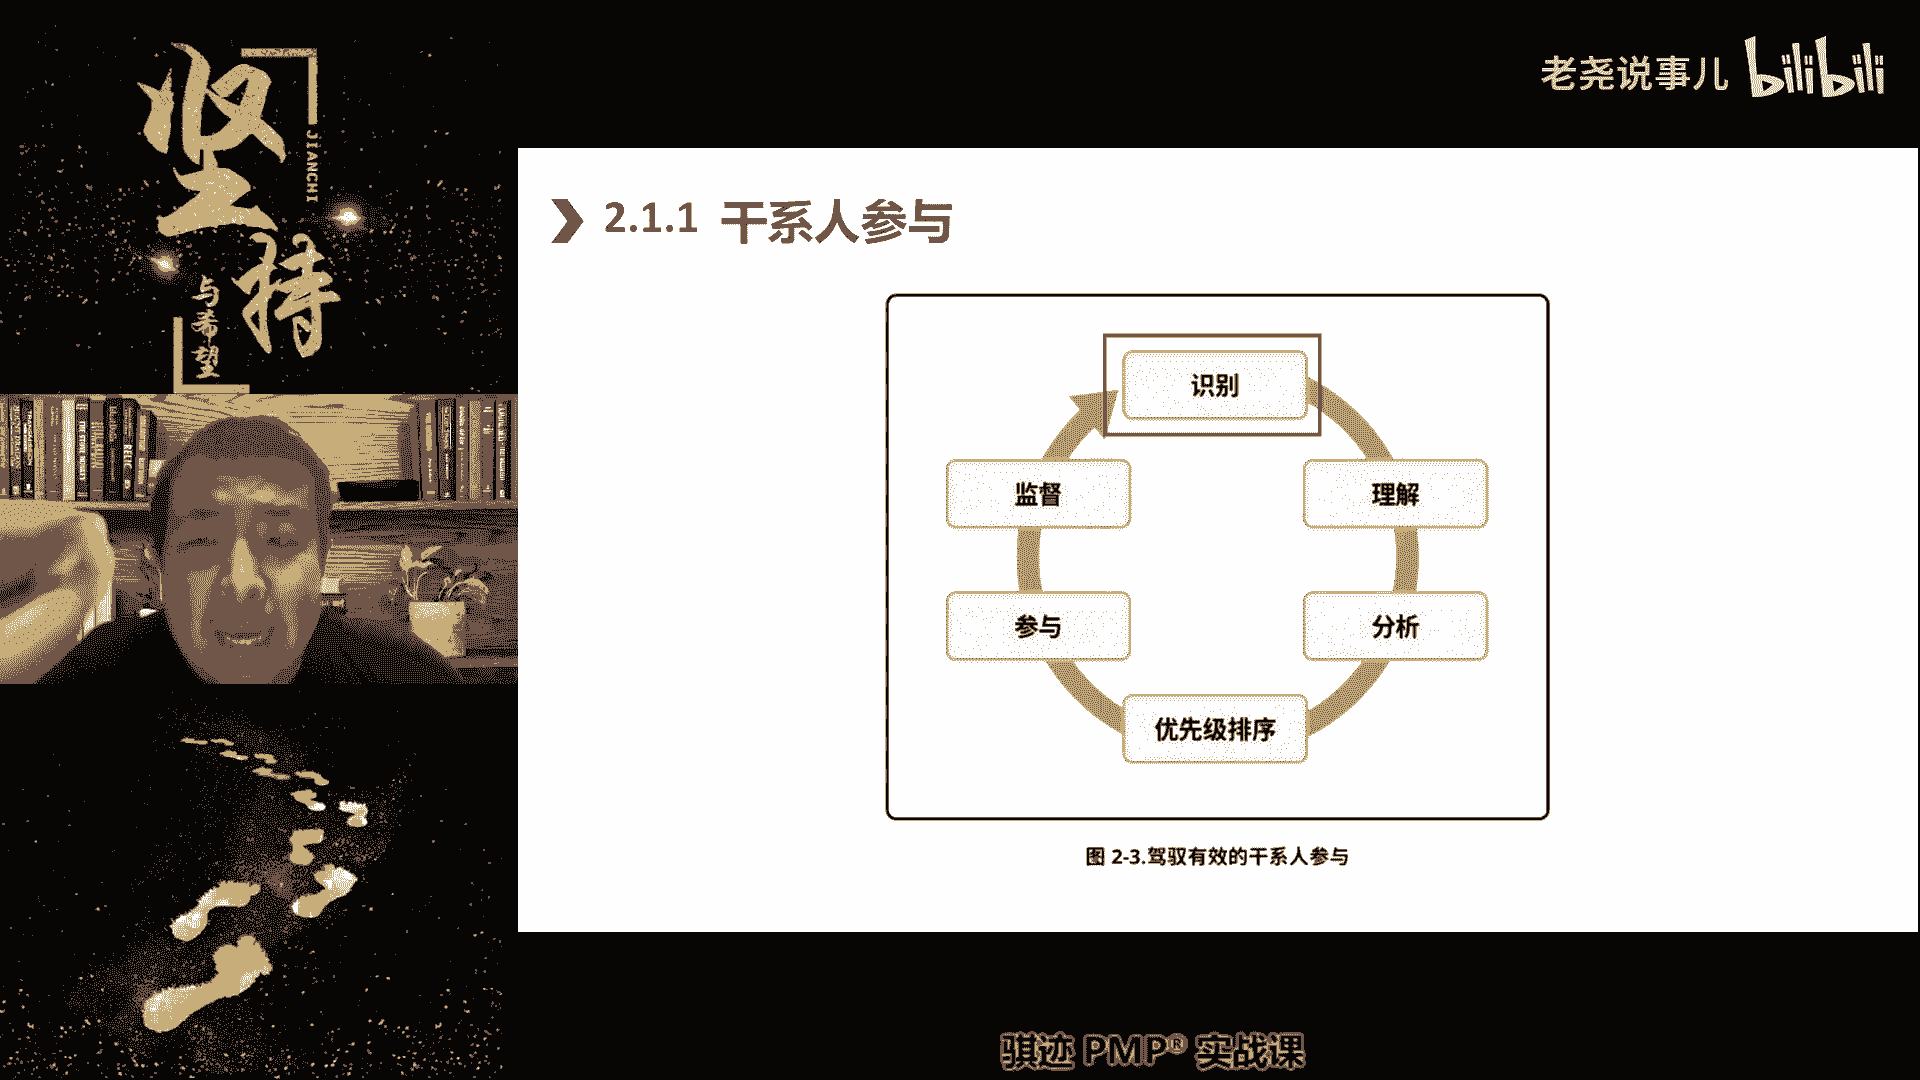 坚持
JIANCHI
与希望
老尧说事儿 bilibili
2.1.1 干系人参与
识别
监督
理解
参与
分析
优先级排序
图 2-3.驾驭有效的干系人参与
骐迹 PMP® 实战课